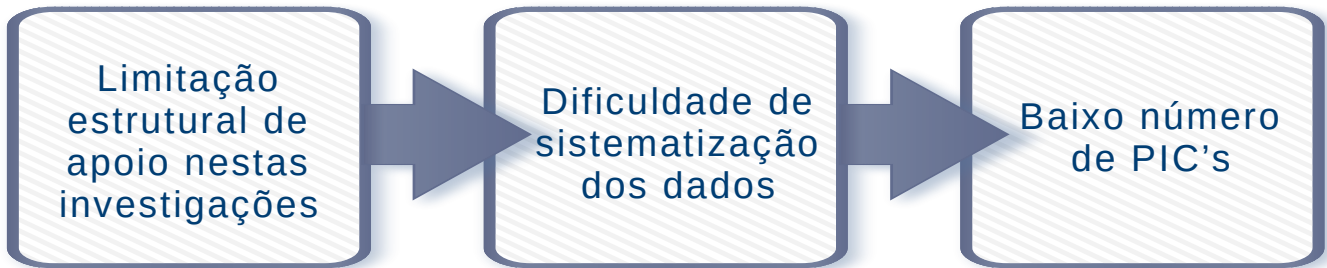 Limitação
estrutural de
apoio nestas
investigações
Dificuldade de
sistematização
dos dados
Baixo número
de PIC’s